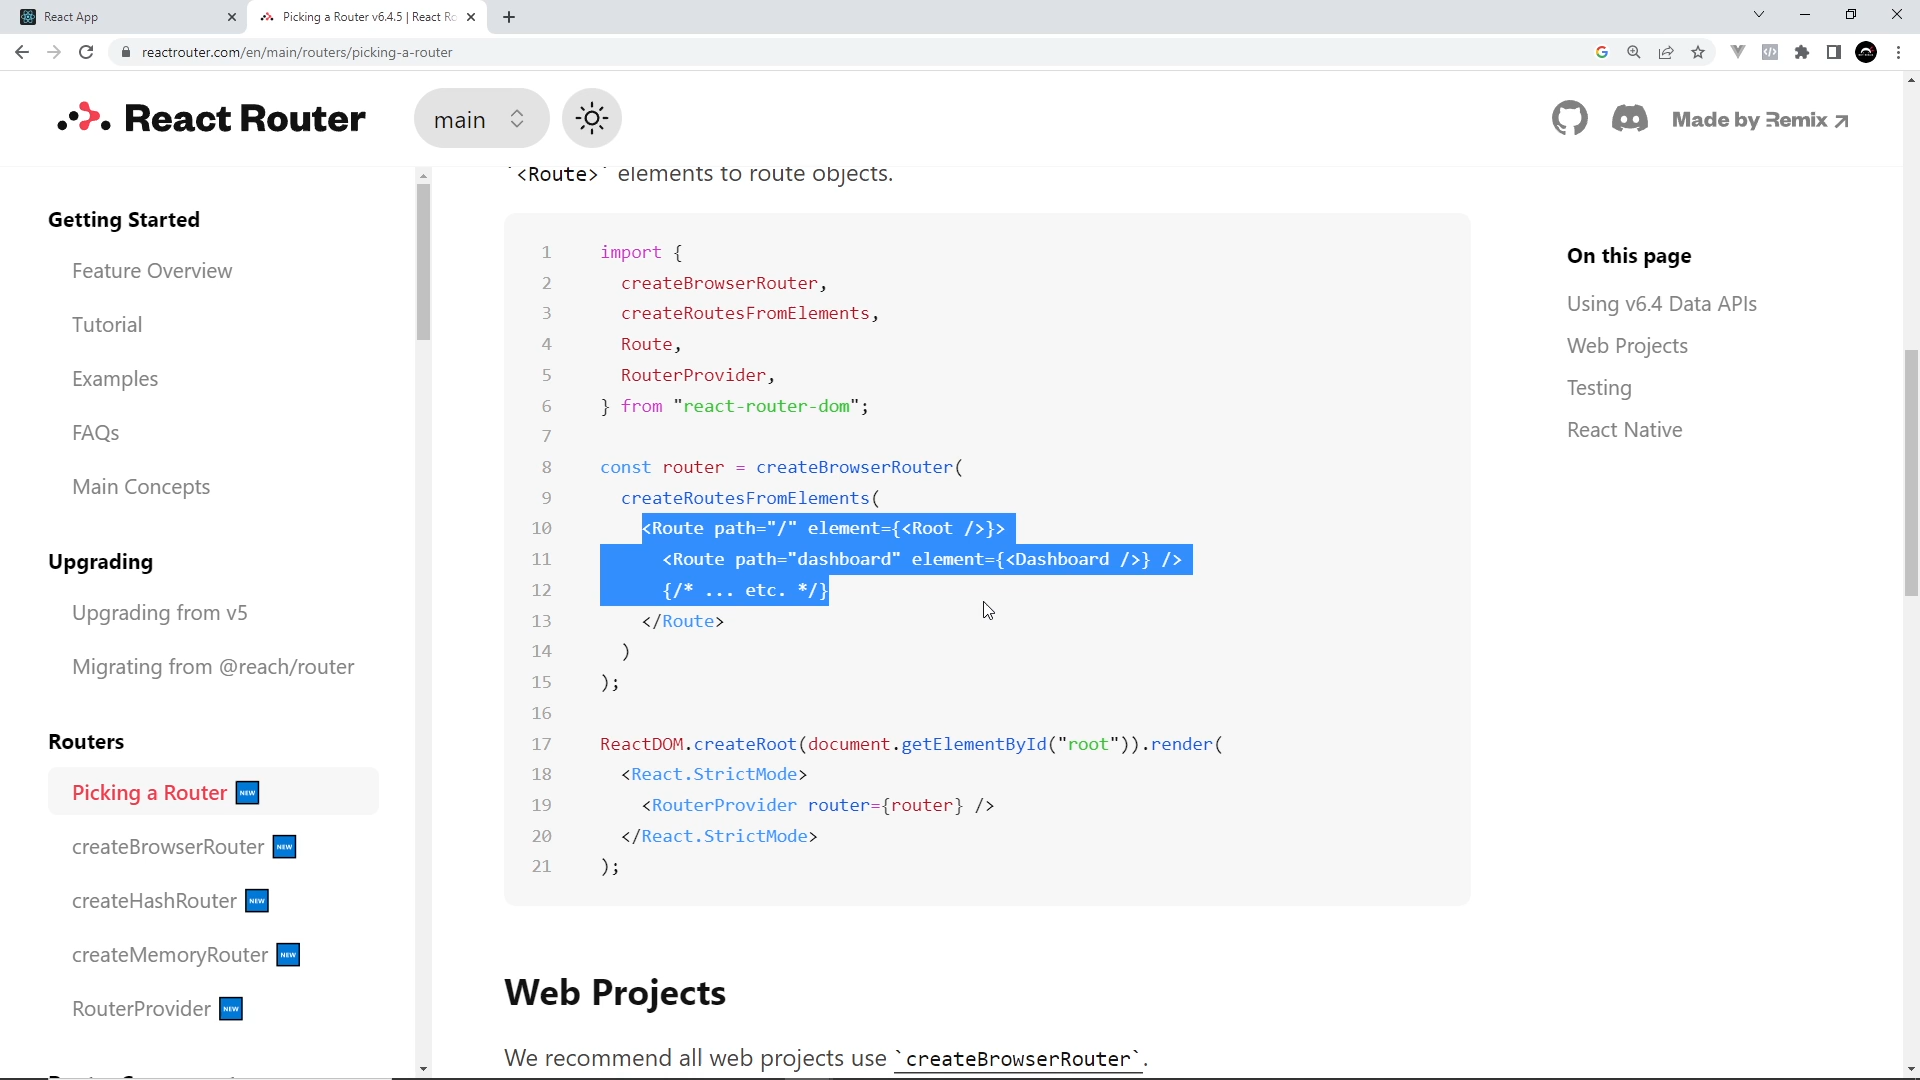 React App
Picking a Router v6.4.5 | React Ro
reactrouter.com/en/main/routers/picking-a-router
React Router
main
Made by Remix ↗
Getting Started
Feature Overview
Tutorial
Examples
FAQs
Main Concepts
Upgrading
Upgrading from v5
Migrating from @reach/router
Routers
Picking a Router NEW
createBrowserRouter NEW
createHashRouter NEW
createMemoryRouter NEW
RouterProvider NEW
`<Route>` elements to route objects.
1 import {
2   createBrowserRouter,
3   createRoutesFromElements,
4   Route,
5   RouterProvider,
6 } from "react-router-dom";
7
8 const router = createBrowserRouter(
9   createRoutesFromElements(
10     <Route path="/" element={<Root />}>
11       <Route path="dashboard" element={<Dashboard />} />
12       {/* ... etc. */}
13     </Route>
14   )
15 );
16
17 ReactDOM.createRoot(document.getElementById("root")).render(
18   <React.StrictMode>
19     <RouterProvider router={router} />
20   </React.StrictMode>
21 );
Web Projects
We recommend all web projects use `createBrowserRouter`.
On this page
Using v6.4 Data APIs
Web Projects
Testing
React Native